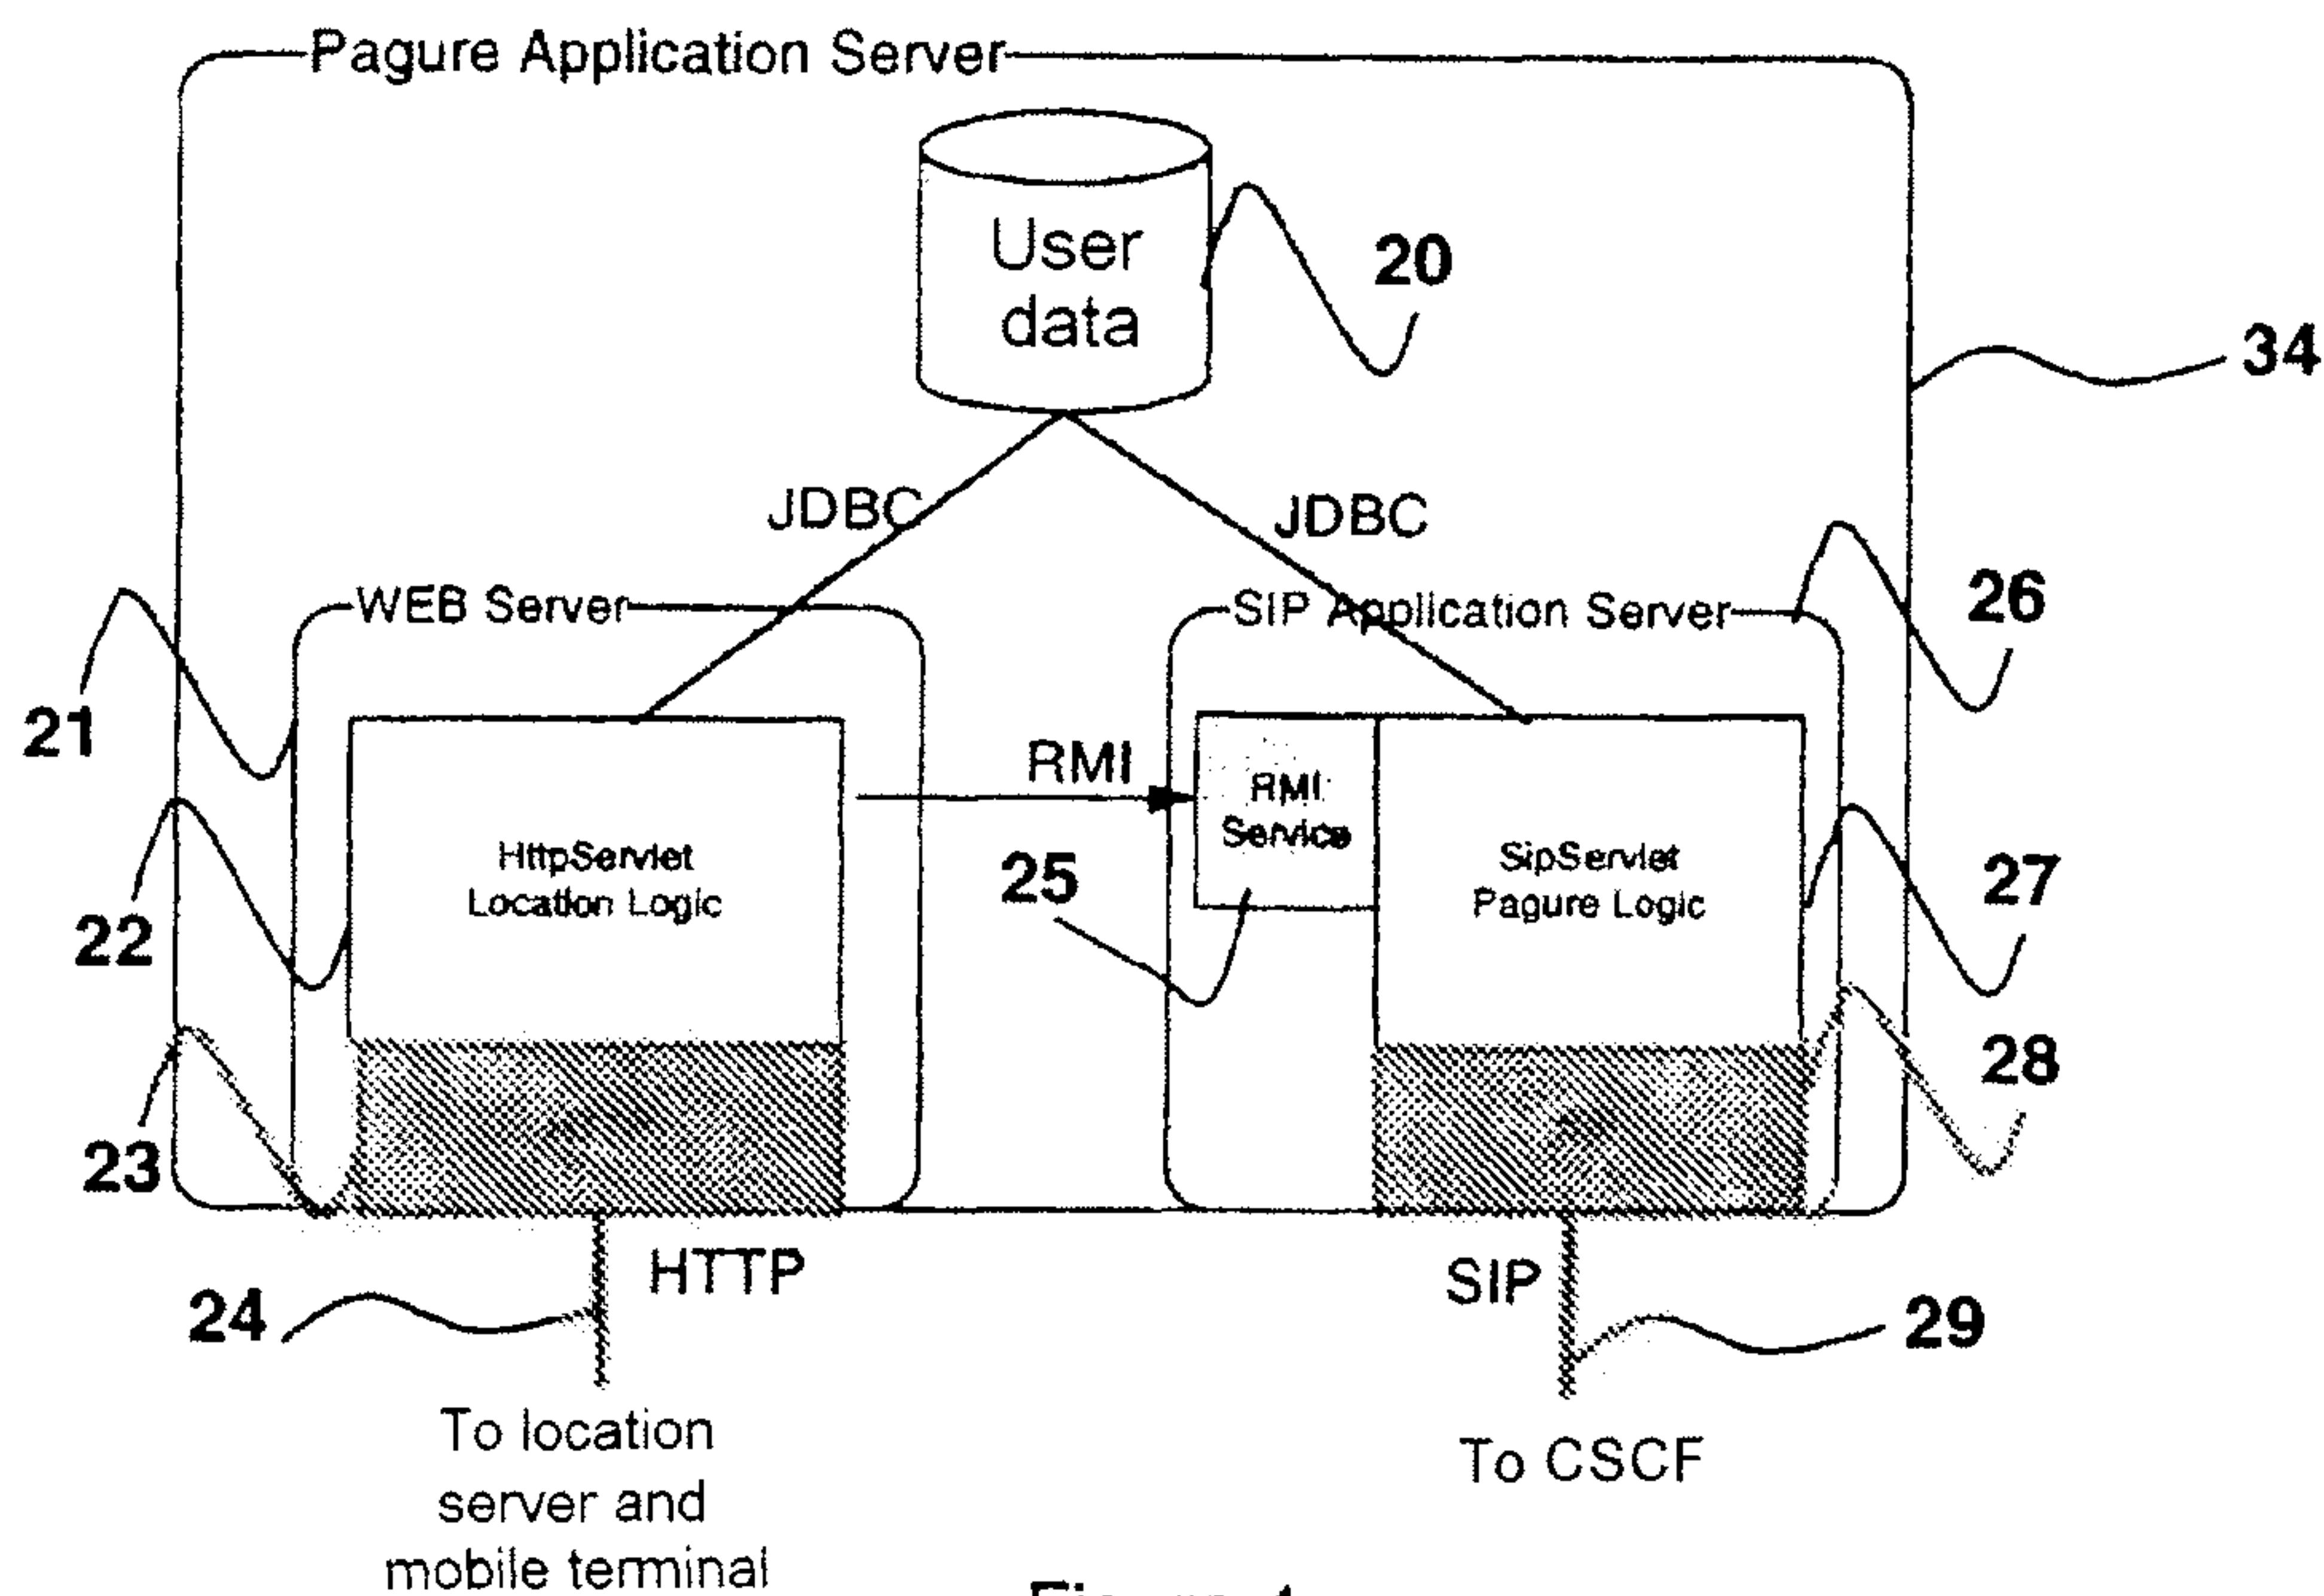 Pagure Application Server
User
data
20
34
JDBC
JDBC
26
WEB Server
SIP Application Server
21
RMI
RMI
Service
HttpServlet
Location Logic
25
SipServlet
Pagure Logic
27
22
28
23
HTTP
SIP
24
29
To location
server and
mobile terminal
To CSCF